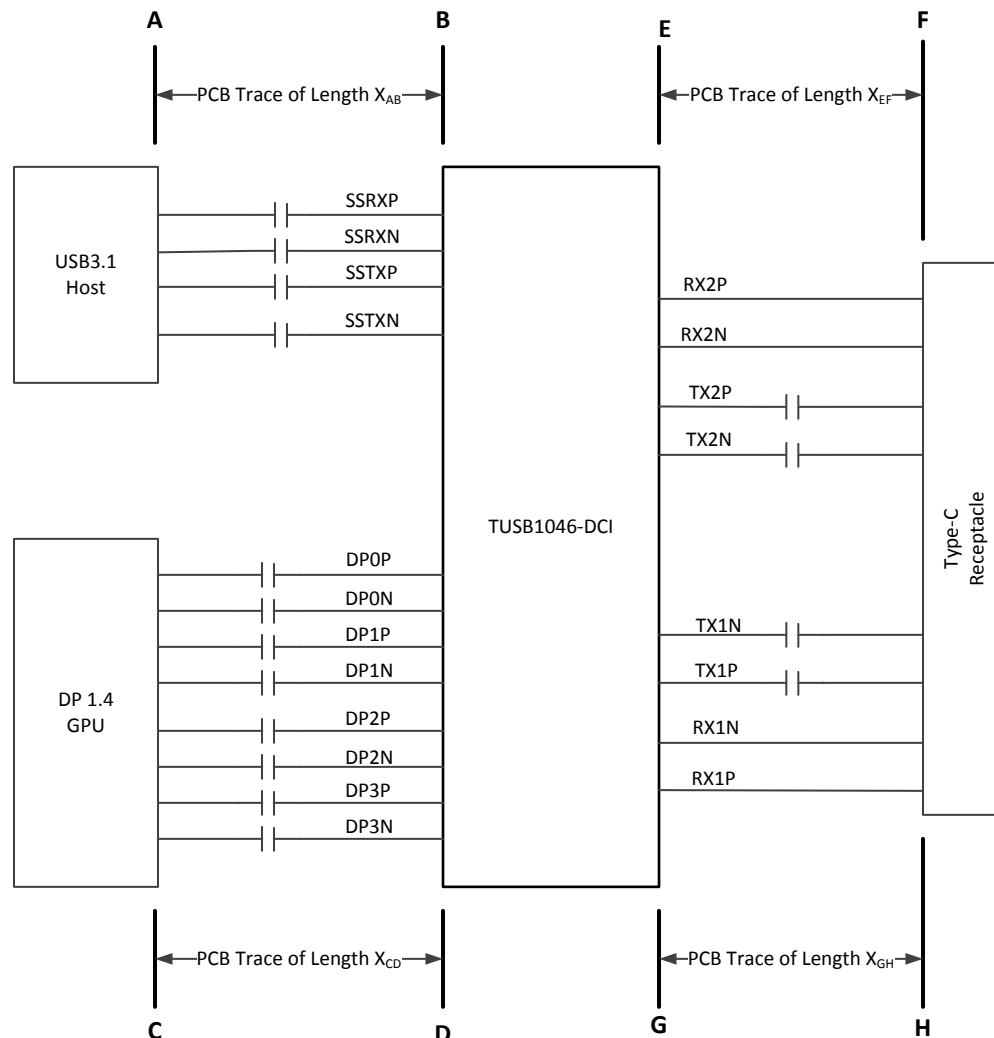 A
B
E
F
PCB Trace of Length XAB
PCB Trace of Length XEF
USB3.1
Host
SSRXP
SSRXN
SSTXP
SSTXN
RX2P
RX2N
TX2P
TX2N
TUSB1046-DCI
Type-C
Receptacle
DP 1.4
GPU
DP0P
DP0N
DP1P
DP1N
DP2P
DP2N
DP3P
DP3N
TX1N
TX1P
RX1N
RX1P
PCB Trace of Length XCD
PCB Trace of Length XGH
C
D
G
H